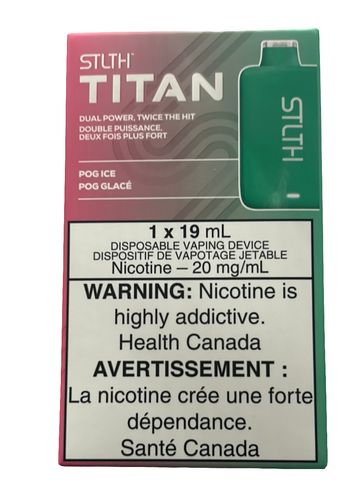 STLTH
TITAN
DUAL POWER, TWICE THE HIT
DOUBLE PUISSANCE,
DEUX FOIS PLUS FORT
POG ICE
POG GLACÉ
STLTH
1 x 19 mL
DISPOSABLE VAPING DEVICE
DISPOSITIF DE VAPOTAGE JETABLE
Nicotine – 20 mg/mL
WARNING: Nicotine is
highly addictive.
Health Canada
AVERTISSEMENT :
La nicotine crée une forte
dépendance.
Santé Canada